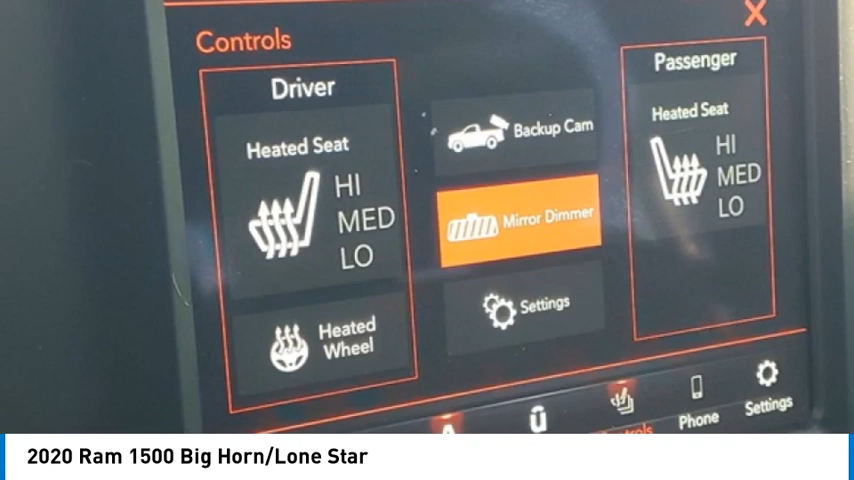 Controls
Driver
Heated Seat
HI
MED
LO
Heated
Wheel
Backup Cam
Mirror Dimmer
Settings
Passenger
Heated Seat
HI
MED
LO
Phone
Settings
2020 Ram 1500 Big Horn/Lone Star